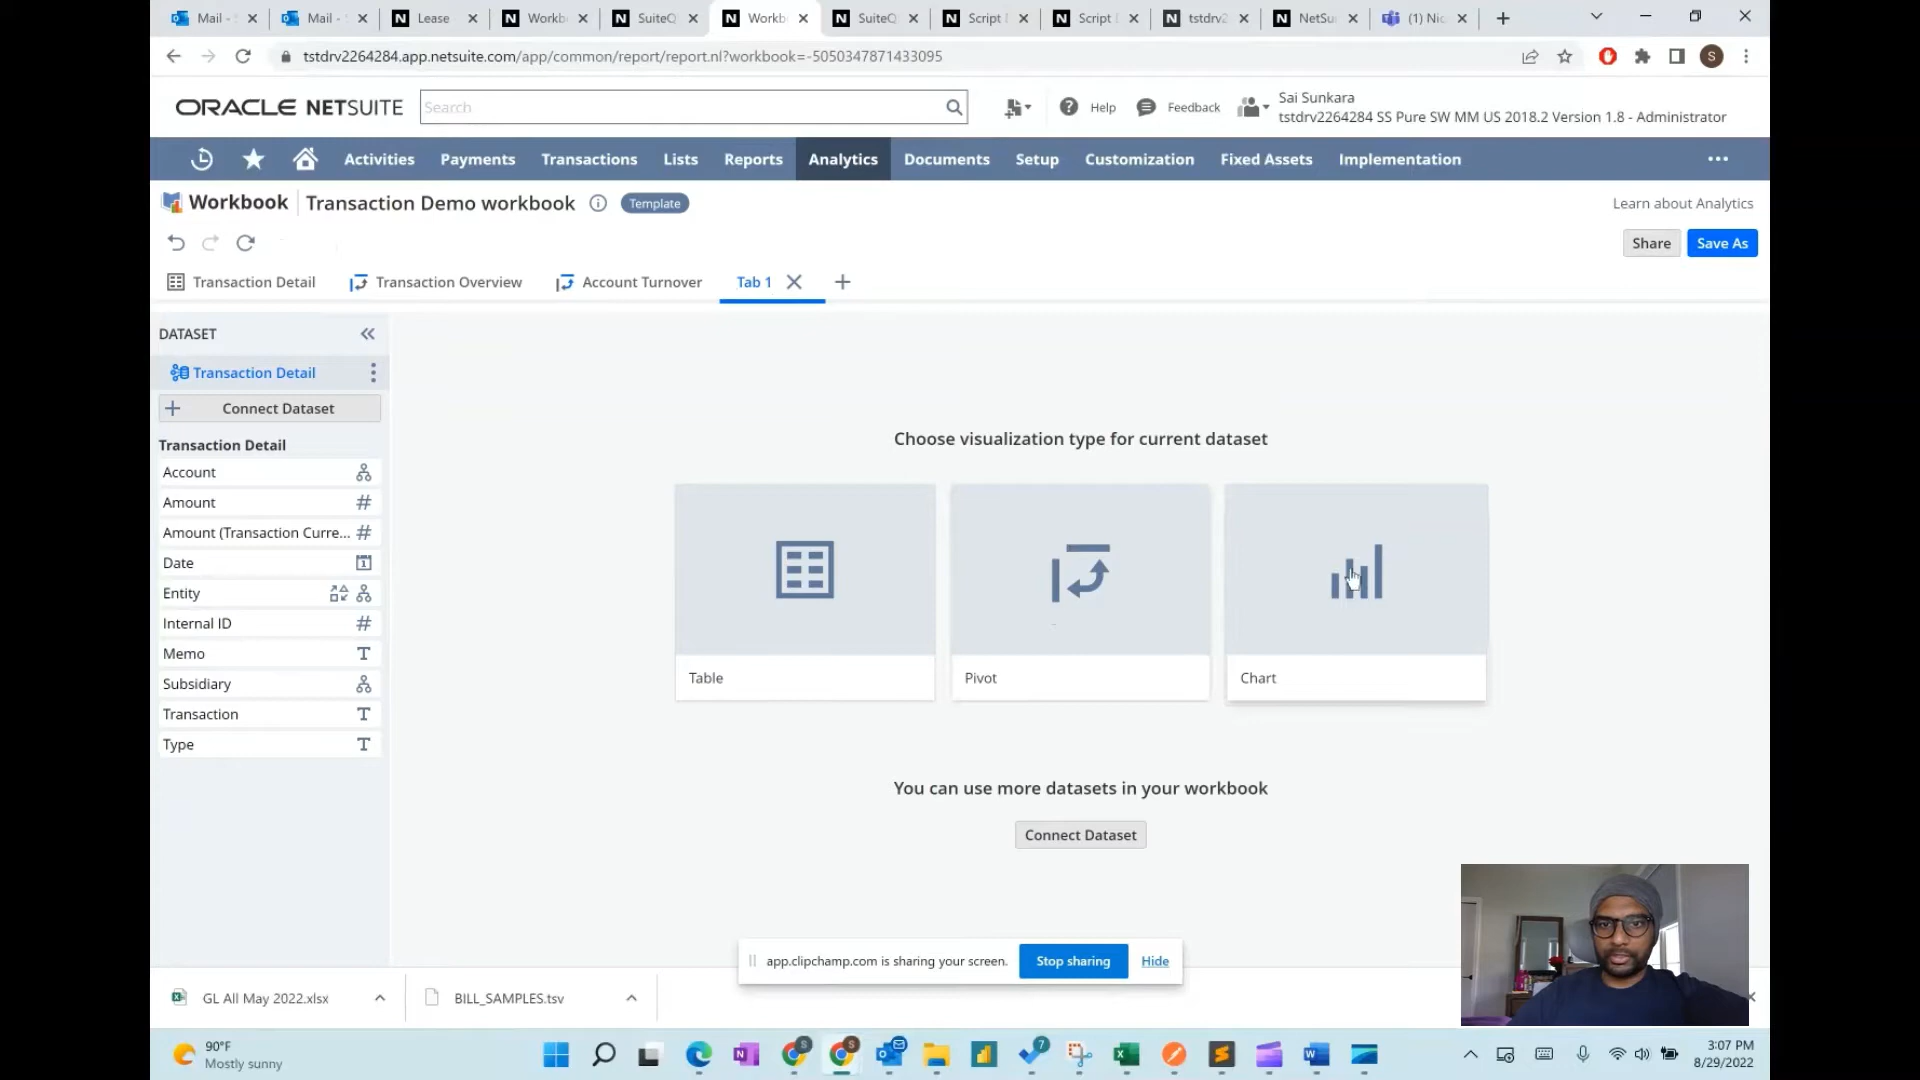 Mail -
Mail -
Lease
Workb
SuiteQ
Workb
SuiteQ
Script
Script
tstdrv2
NetSu
(1) Nic
tstdrv2264284.app.netsuite.com/app/common/report/report.nl?workbook=-5050347871433095
S
ORACLE NETSUITE
Search
Help
Feedback
Sai Sunkara
tstdrv2264284 SS Pure SW MM US 2018.2 Version 1.8 - Administrator
Activities
Payments
Transactions
Lists
Reports
Analytics
Documents
Setup
Customization
Fixed Assets
Implementation
Workbook
Transaction Demo workbook
Template
Learn about Analytics
Share
Save As
Transaction Detail
Transaction Overview
Account Turnover
Tab 1
DATASET
Transaction Detail
Connect Dataset
Transaction Detail
Account
Amount
Amount (Transaction Curre...
Date
Entity
Internal ID
Memo
Subsidiary
Transaction
Type
Choose visualization type for current dataset
Table
Pivot
Chart
You can use more datasets in your workbook
Connect Dataset
app.clipchamp.com is sharing your screen.
Stop sharing
Hide
GL All May 2022.xlsx
BILL_SAMPLES.tsv
90°F
Mostly sunny
7
3:07 PM
8/29/2022